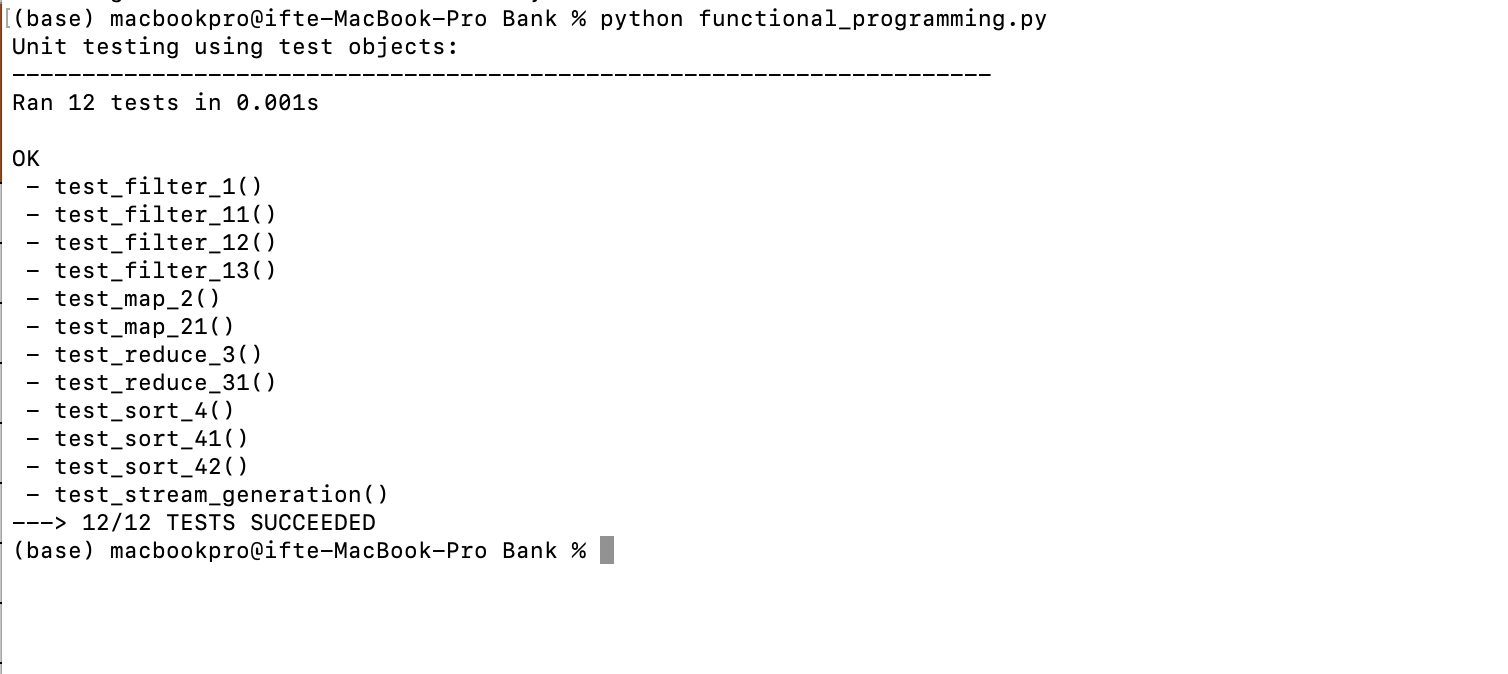 (base) macbookpro@ifte-MacBook-Pro Bank % python functional_programming.py
Unit testing using test objects:
----------------------------------------------------------------------
Ran 12 tests in 0.001s

OK
 - test_filter_1()
 - test_filter_11()
 - test_filter_12()
 - test_filter_13()
 - test_map_2()
 - test_map_21()
 - test_reduce_3()
 - test_reduce_31()
 - test_sort_4()
 - test_sort_41()
 - test_sort_42()
 - test_stream_generation()
---> 12/12 TESTS SUCCEEDED
(base) macbookpro@ifte-MacBook-Pro Bank %